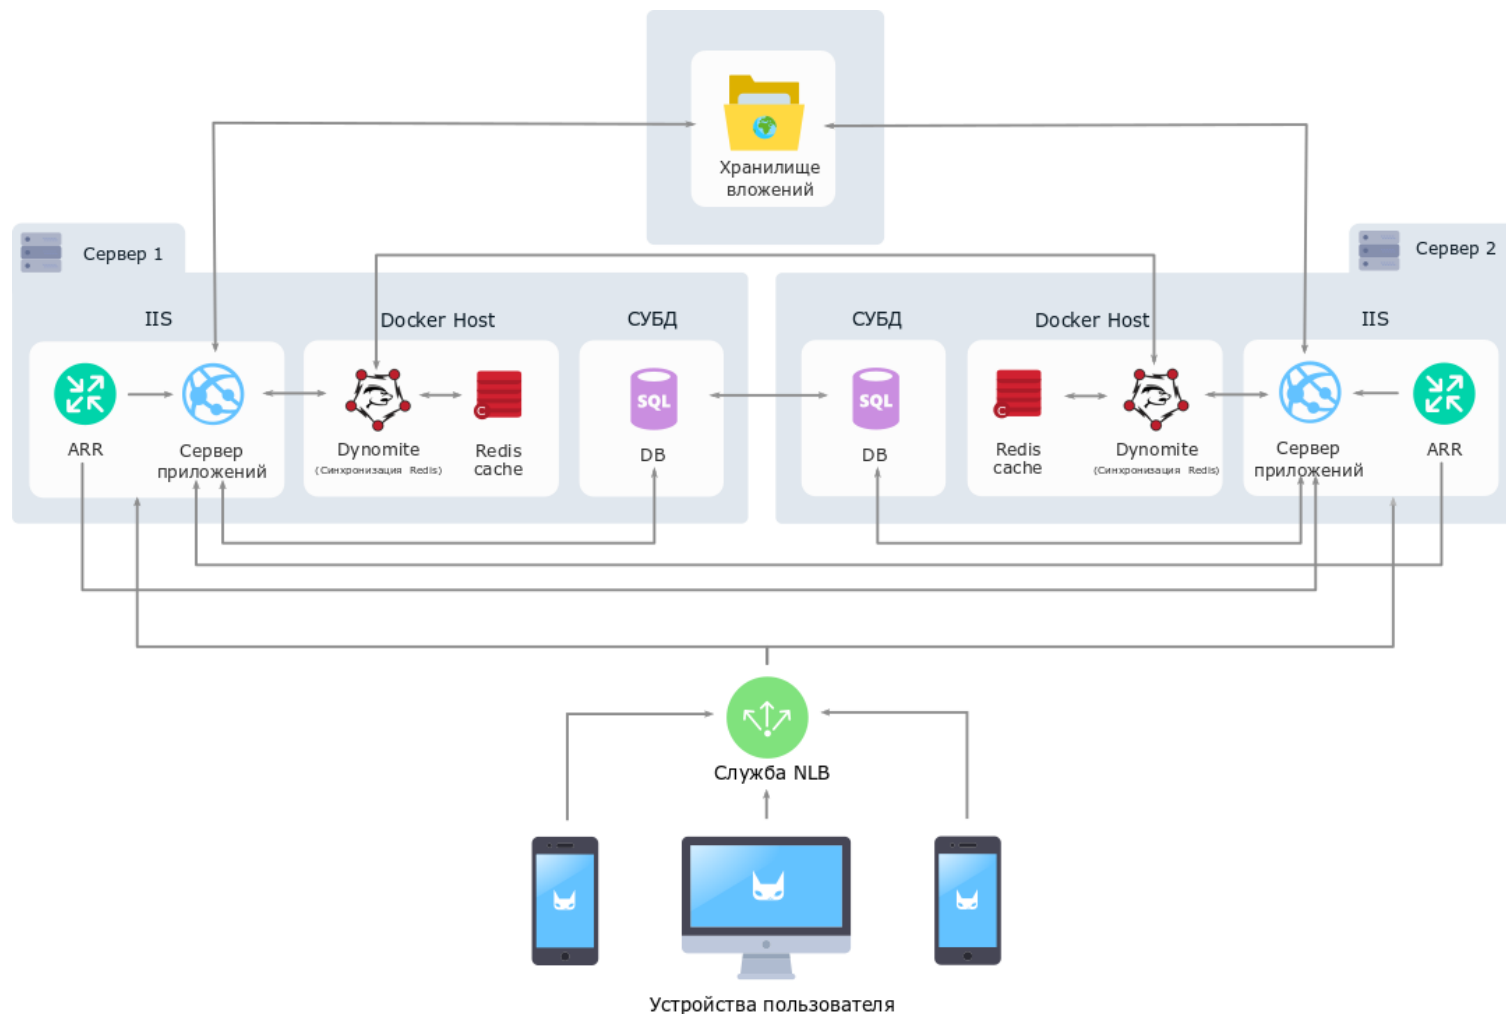 Хранилище
вложений
Сервер 1
Сервер 2
IIS
Docker Host
СУБД
СУБД
Docker Host
IIS
SQL
SQL
C
C
ARR
Сервер
приложений
Dynomite
(Синхронизация Redis)
Redis
cache
DB
DB
Redis
cache
Dynomite
(Синхронизация Redis)
Сервер
приложений
ARR
Служба NLB
Устройства пользователя